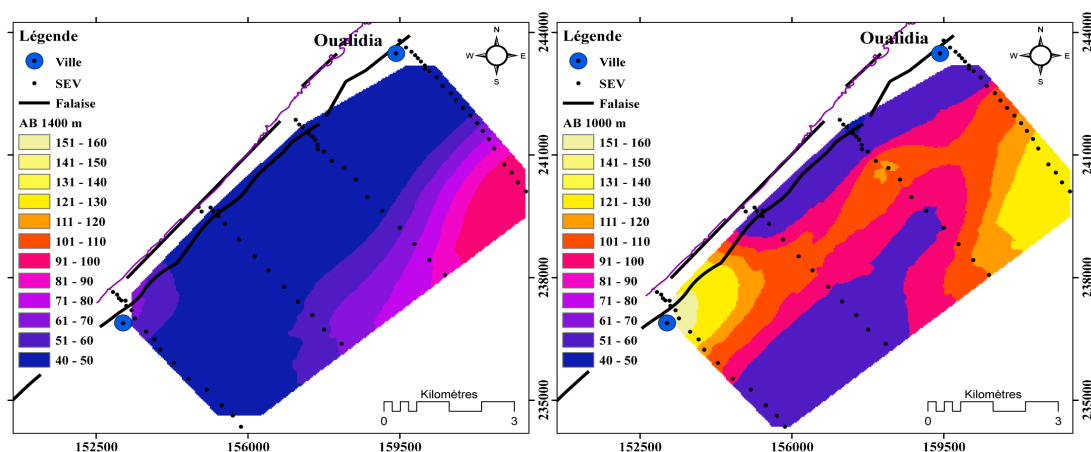 Légende
Ville
SEV
Falaise
AB 1400 m
151 - 160
141 - 150
131 - 140
121 - 130
111 - 120
101 - 110
91 - 100
81 - 90
71 - 80
61 - 70
51 - 60
40 - 50
Oualidia
N
W
E
S
Kilomètres
0
3
152500
156000
159500
244000
241000
238000
235000
Légende
Ville
SEV
Falaise
AB 1000 m
151 - 160
141 - 150
131 - 140
121 - 130
111 - 120
101 - 110
91 - 100
81 - 90
71 - 80
61 - 70
51 - 60
40 - 50
Oualidia
N
W
E
S
Kilomètres
0
3
152500
156000
159500
244000
241000
238000
235000